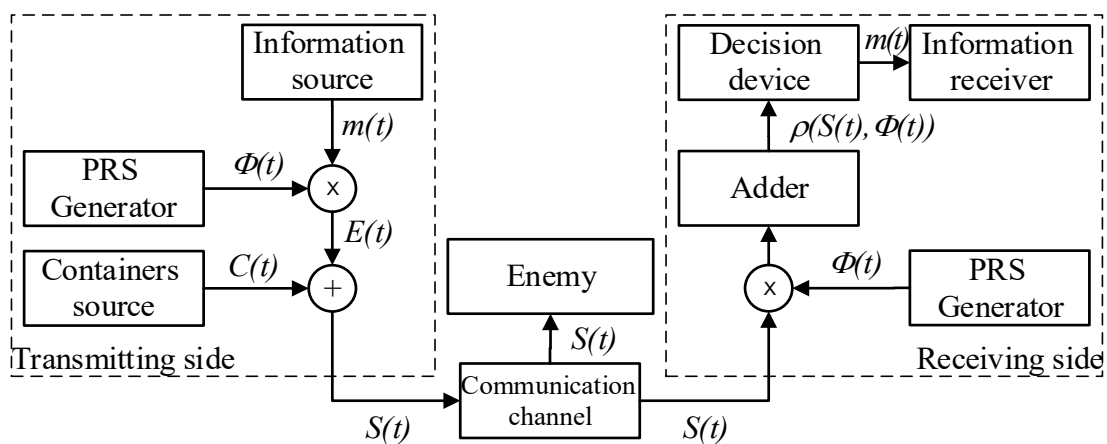 Information
source
m(t)
PRS
Generator
Φ(t)
x
E(t)
Containers
source
C(t)
+
Transmitting side
S(t)
Enemy
S(t)
Communication
channel
S(t)
Decision
device
m(t)
Information
receiver
ρ(S(t), Φ(t))
Adder
x
Φ(t)
PRS
Generator
Receiving side